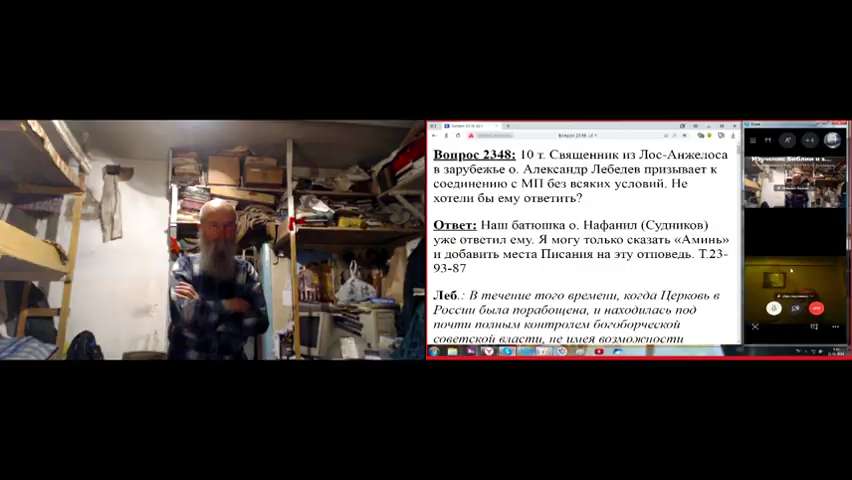 Вопрос 2348: 10 т. Священник из Лос-Анжелоса
в зарубежье о. Александр Лебедев призывает к
соединению с МП без всяких условий. Не
хотели бы ему ответить?
Ответ: Наш батюшка о. Нафанил (Судников)
уже ответил ему. Я могу только сказать «Аминь»
и добавить места Писания на эту отповедь. Т.23-
93-87
Леб.: В течение того времени, когда Церковь в
России была порабощена, и находилась под
почти полным контролем богоборческой
советской власти, не имея возможности
Изучение Библии и